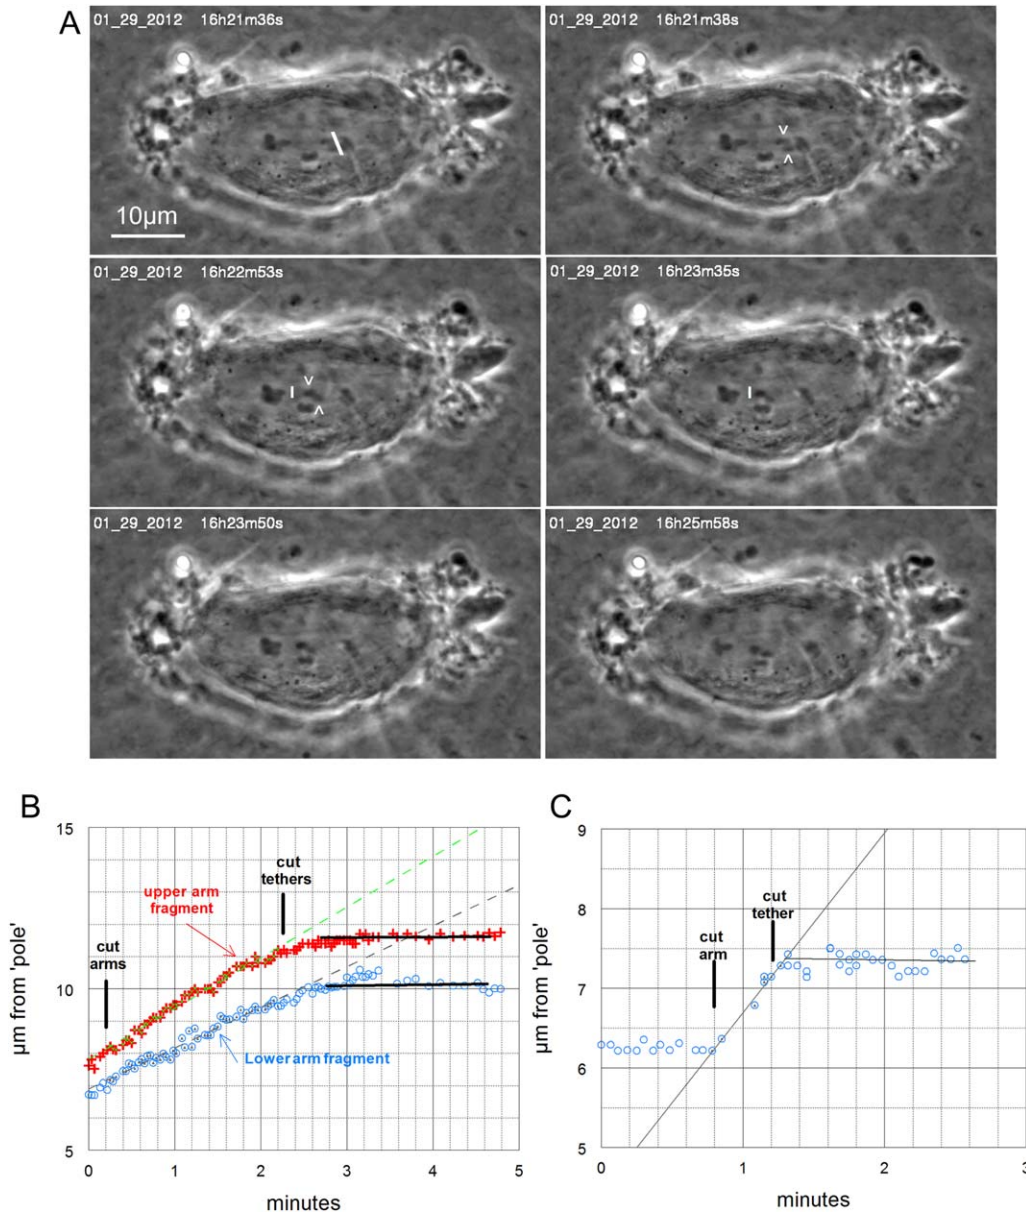 A
01_29_2012 16h21m36s
01_29_2012 16h21m38s
10µm
01_29_2012 16h22m53s
01_29_2012 16h23m35s
01_29_2012 16h23m50s
01_29_2012 16h25m58s
B
15
10
5
µm from 'pole'
cut
arms
upper arm
fragment
cut
tethers
Lower arm fragment
0 1 2 3 4 5
minutes
C
9
8
7
6
5
µm from 'pole'
cut
arm
cut
tether
0 1 2 3
minutes